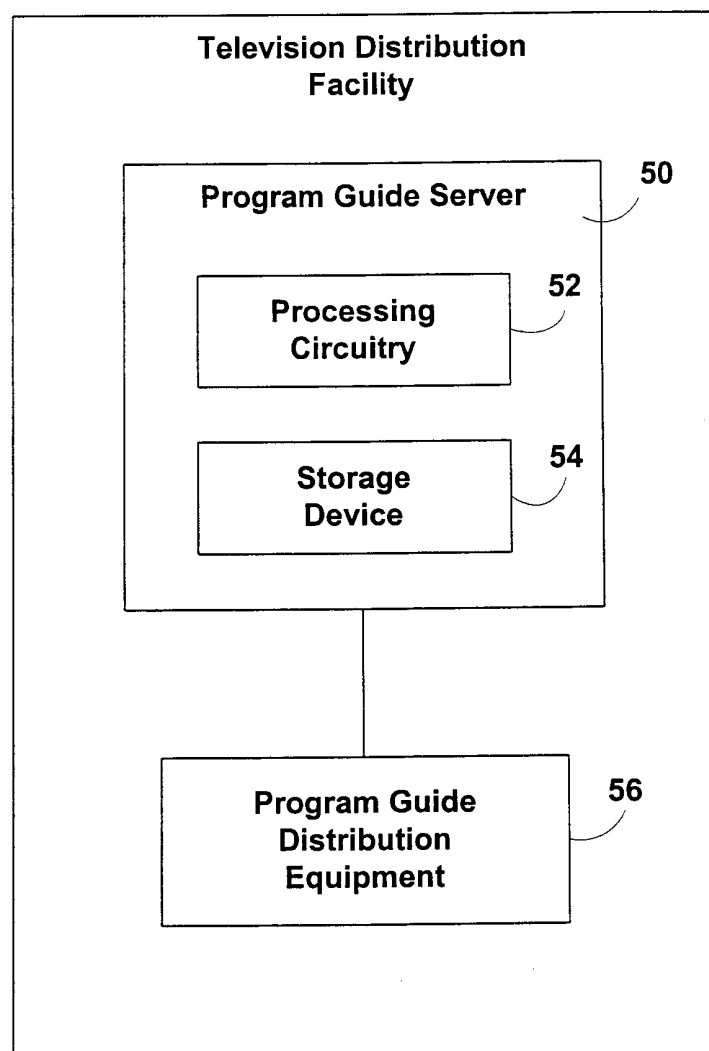 Television Distribution
Facility
Program Guide Server
50
Processing
Circuitry
52
Storage
Device
54
Program Guide
Distribution
Equipment
56